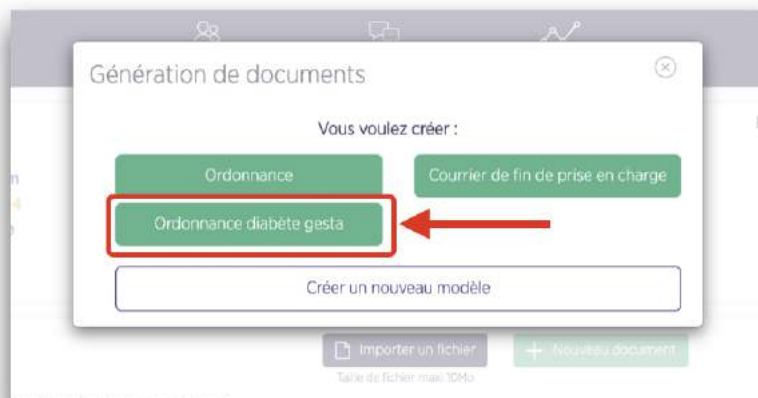 Génération de documents
Vous voulez créer :
Ordonnance
Courrier de fin de prise en charge
Ordonnance diabète gesta
Créer un nouveau modèle
Importer un fichier
+ Nouveau document
Taille de fichier maxi 10Mo